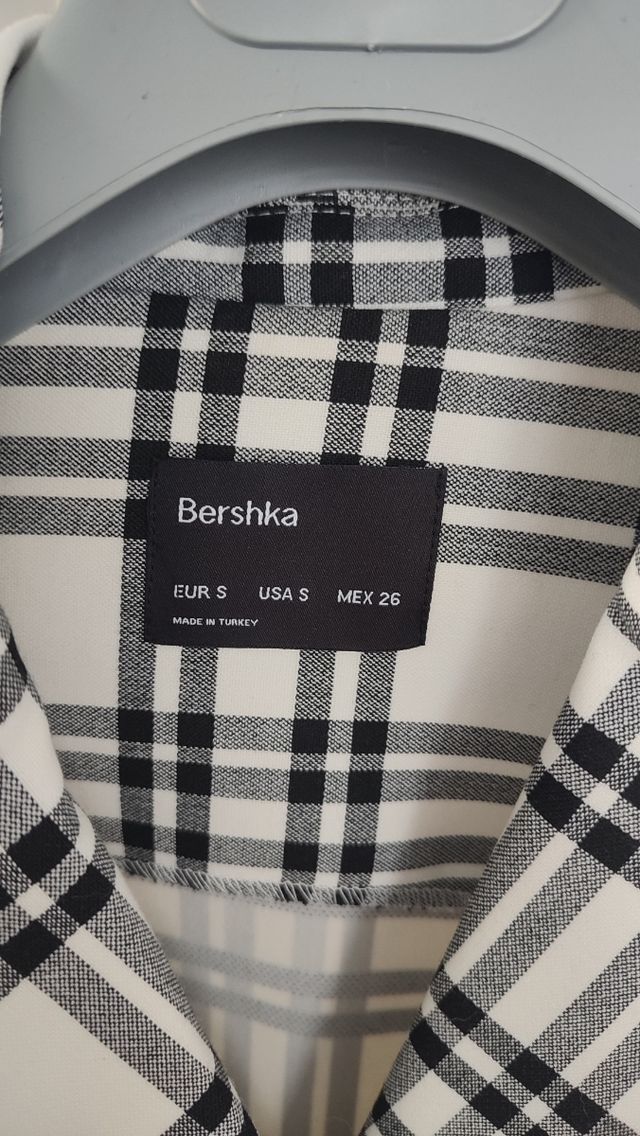 Bershka
EUR S USA S MEX 26
MADE IN TURKEY